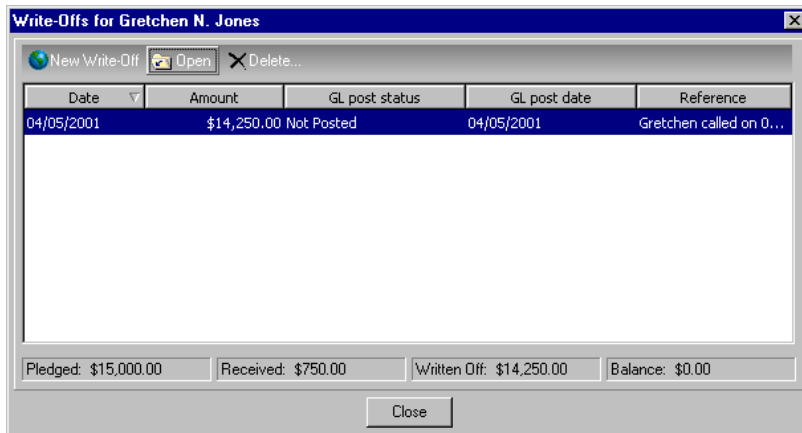 Write-Offs for Gretchen N. Jones
New Write-Off Open Delete...
Date Amount GL post status GL post date Reference
04/05/2001 $14,250.00 Not Posted 04/05/2001 Gretchen called on 0...
Pledged: $15,000.00 Received: $750.00 Written Off: $14,250.00 Balance: $0.00
Close